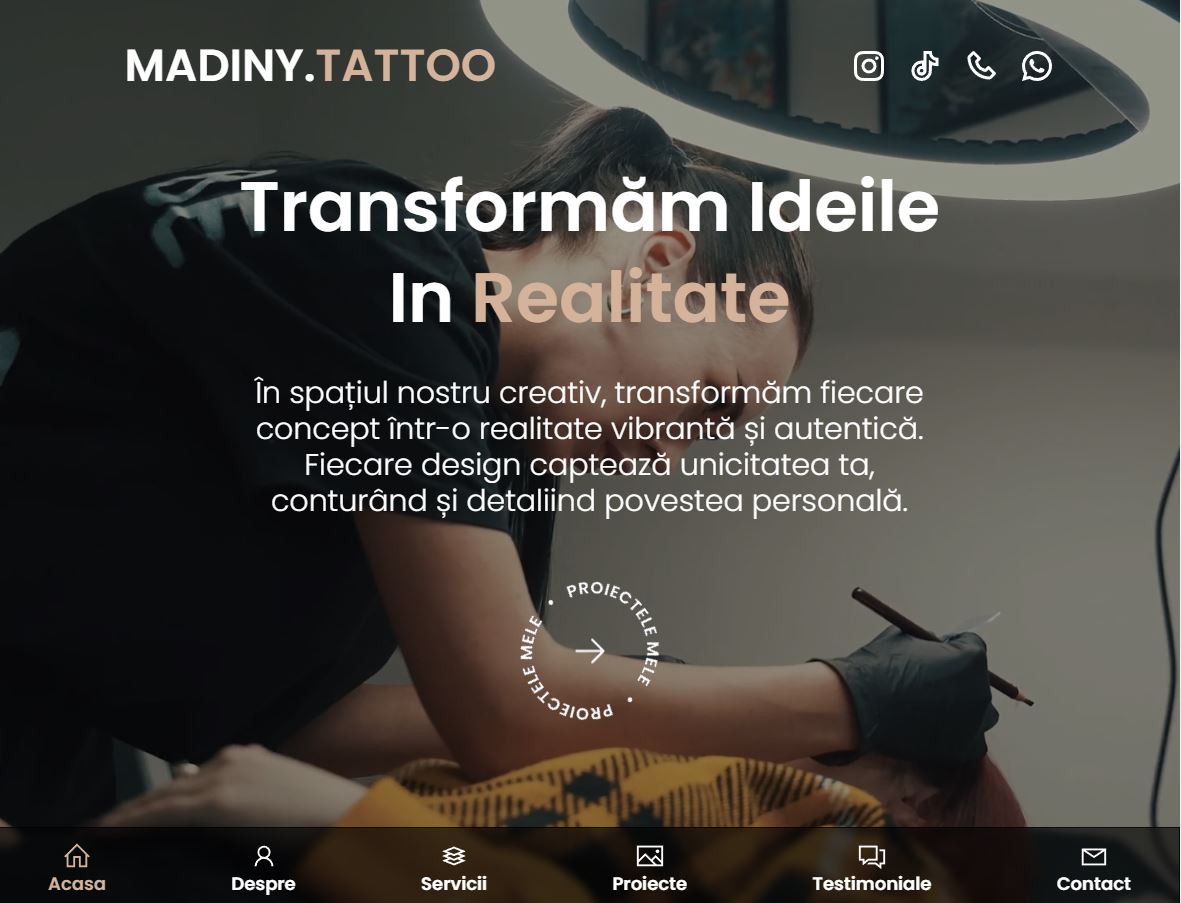 MADINY.TATTOO
Transformăm Ideile
In Realitate
În spațiul nostru creativ, transformăm fiecare
concept într-o realitate vibrantă și autentică.
Fiecare design captează unicitatea ta,
conturând și detaliind povestea personală.
PROIECTELE MELE • PROIECTELE MELE •
Acasa
Despre
Servicii
Proiecte
Testimoniale
Contact